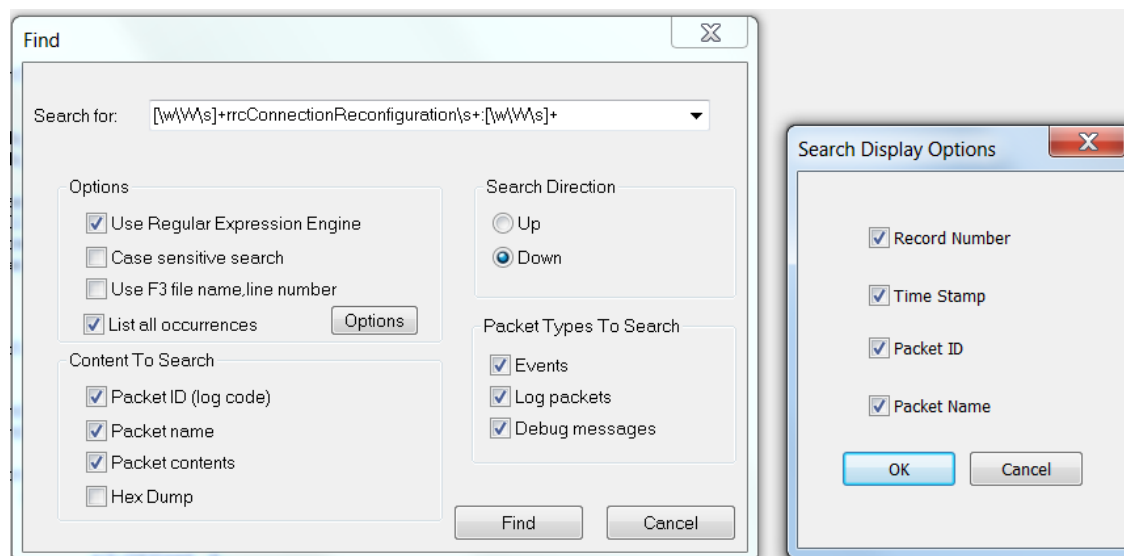 Find
Search for: [\w\W\s]+rrcConnectionReconfiguration\s+:[\w\W\s]+
Options
Use Regular Expression Engine
Case sensitive search
Use F3 file name,line number
List all occurrences Options
Content To Search
Packet ID (log code)
Packet name
Packet contents
Hex Dump
Search Direction
Up
Down
Packet Types To Search
Events
Log packets
Debug messages
Find Cancel
Search Display Options
Record Number
Time Stamp
Packet ID
Packet Name
OK Cancel